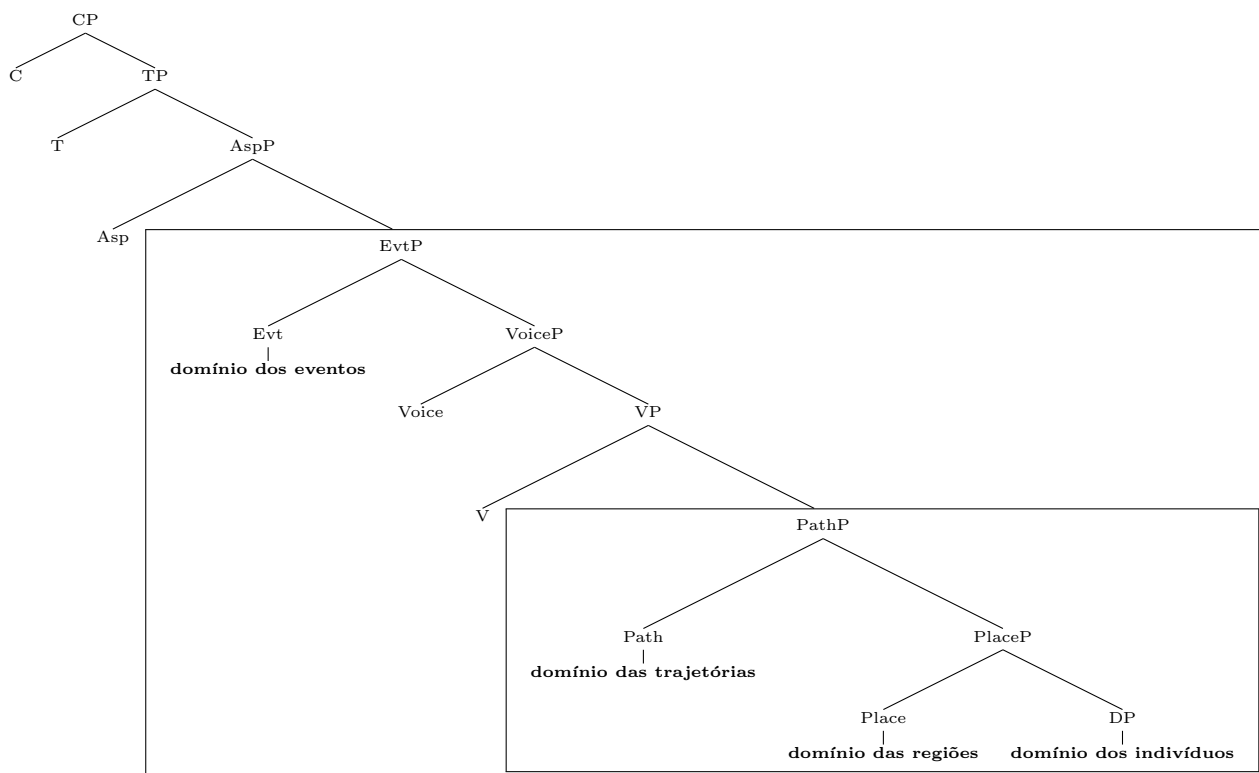 CP
C TP
T AspP
Asp
EvtP
Evt VoiceP
domínio dos eventos
Voice VP
V
PathP
Path PlaceP
domínio das trajetórias
Place DP
domínio das regiões domínio dos indivíduos